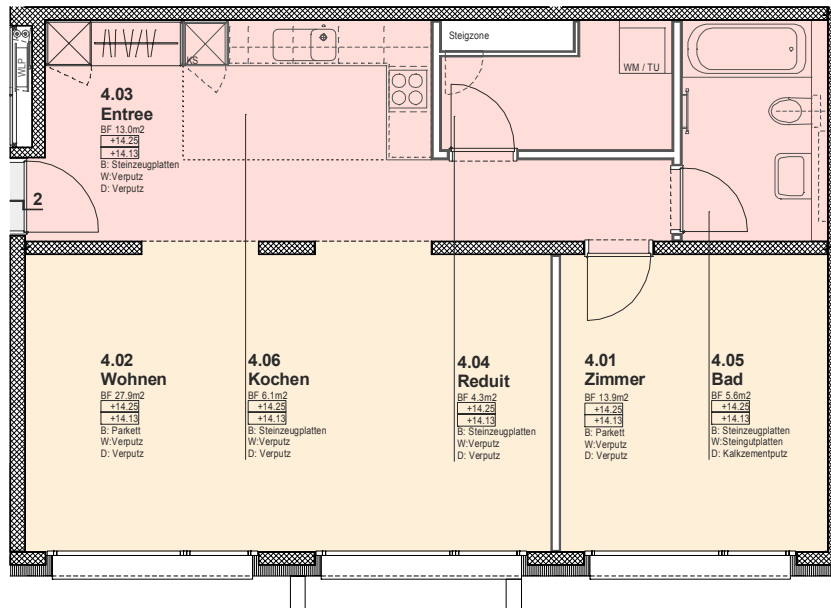 Steigzone
WLP
KS
WM / TU
4.03
Entree
BF 13.0m2
+14.25
+14.13
B: Steinzeugplatten
W:Verputz
D: Verputz
2
4.02
Wohnen
BF 27.9m2
+14.25
+14.13
B: Parkett
W:Verputz
D: Verputz
4.06
Kochen
BF 6.1m2
+14.25
+14.13
B: Steinzeugplatten
W:Verputz
D: Verputz
4.04
Reduit
BF 4.3m2
+14.25
+14.13
B: Steinzeugplatten
W:Verputz
D: Verputz
4.01
Zimmer
BF 13.9m2
+14.25
+14.13
B: Parkett
W:Verputz
D: Verputz
4.05
Bad
BF 5.6m2
+14.25
+14.13
B: Steinzeugplatten
W:Steingutplatten
D: Kalkzementputz